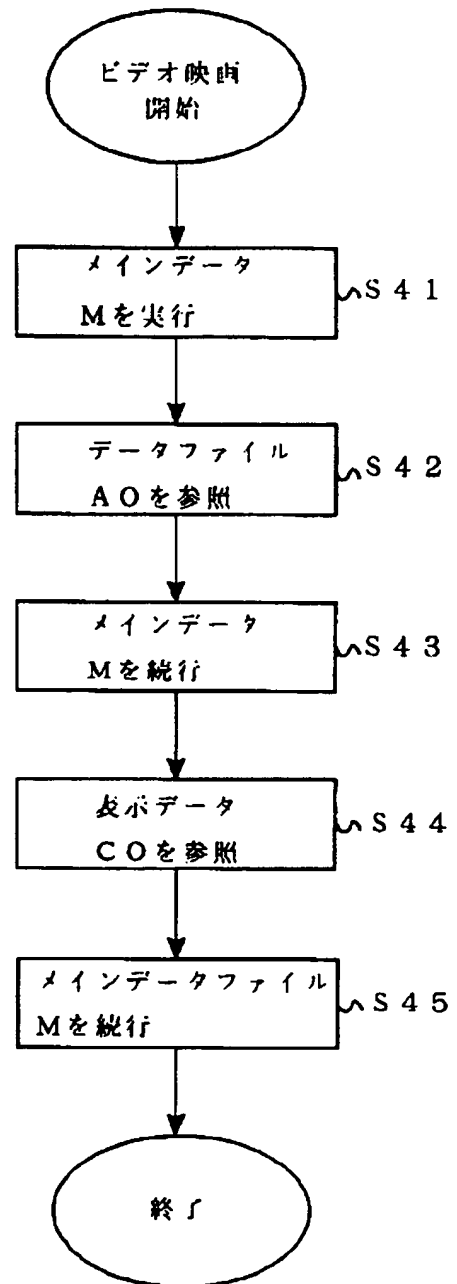 ビデオ映画
開始
メインデータ
Mを実行
S41
データファイル
AOを参照
S42
メインデータ
Mを続行
S43
表示データ
COを参照
S44
メインデータファイル
Mを続行
S45
終了